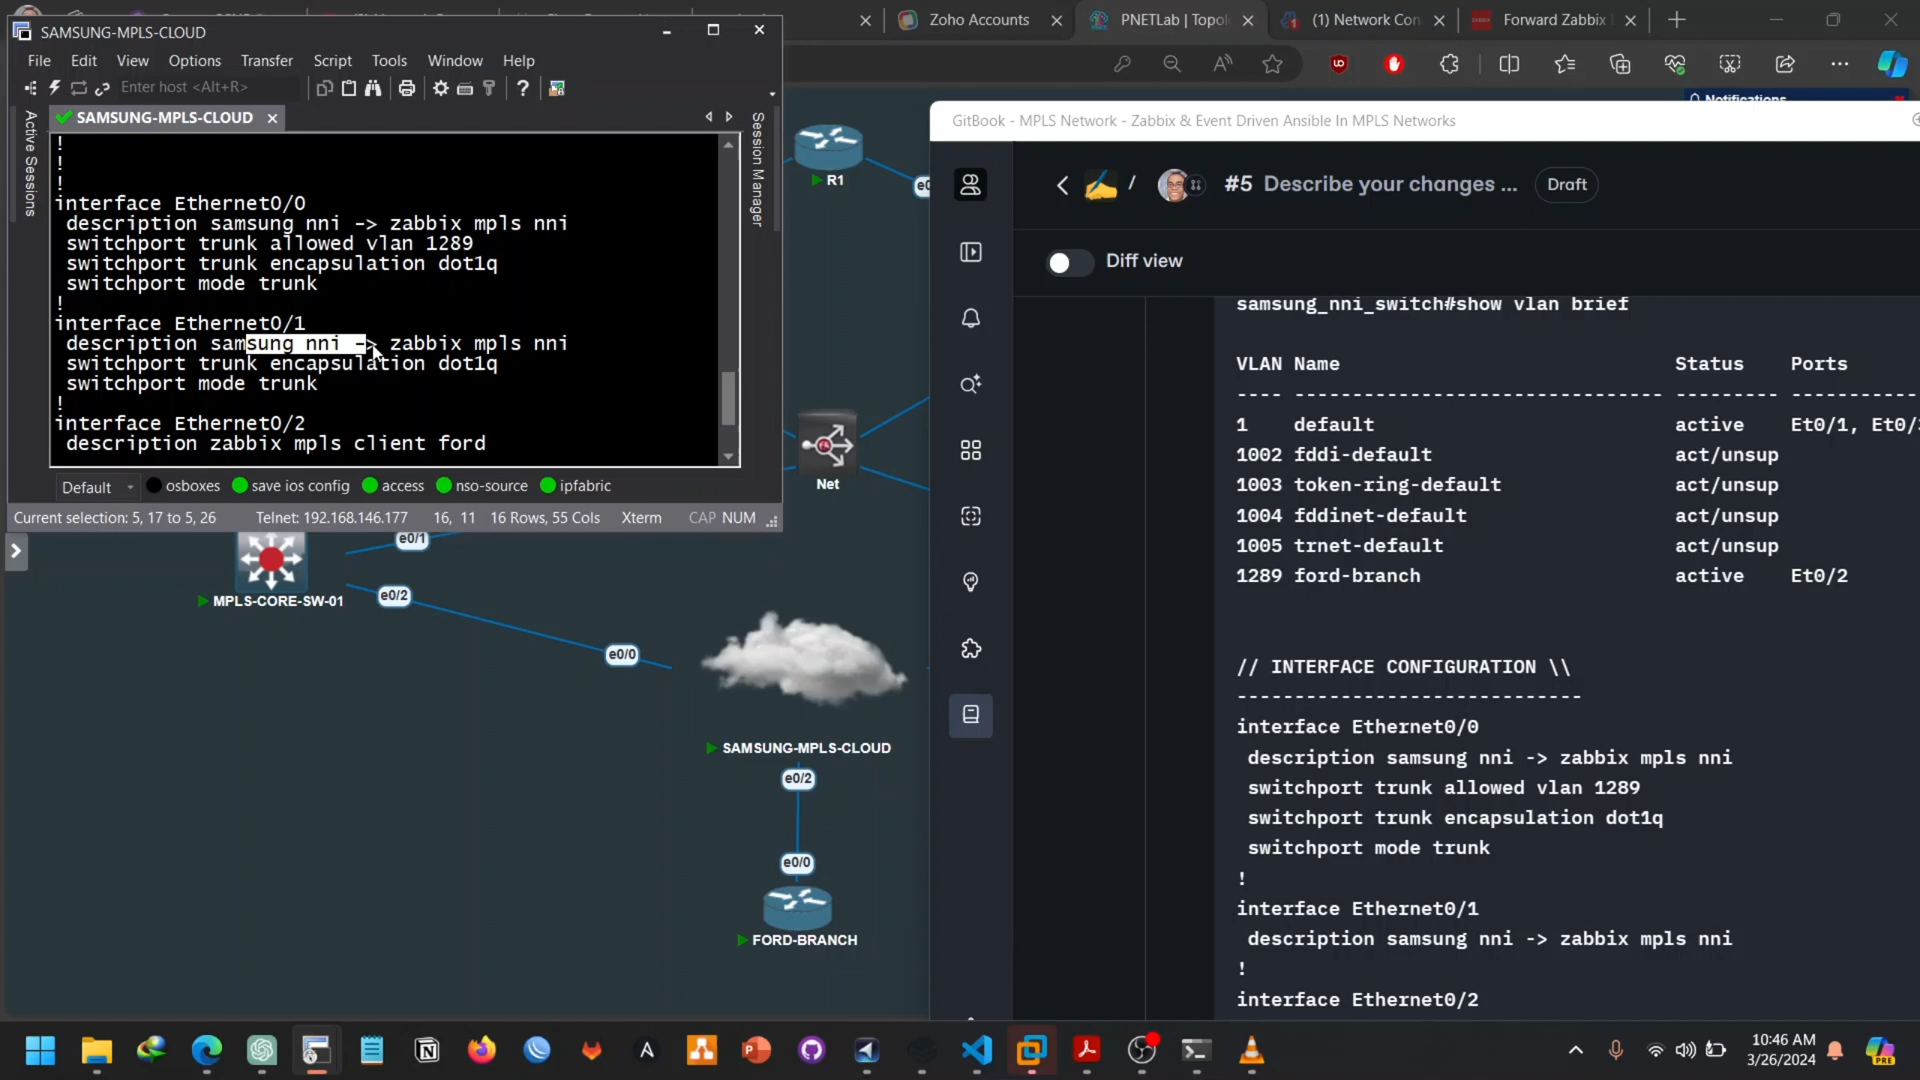 SAMSUNG-MPLS-CLOUD
File Edit View Options Transfer Script Tools Window Help
Enter host <Alt+R>
SAMSUNG-MPLS-CLOUD
Active Sessions
Session Manager
!
!
!
interface Ethernet0/0
 description samsung nni -> zabbix mpls nni
 switchport trunk allowed vlan 1289
 switchport trunk encapsulation dot1q
 switchport mode trunk
!
interface Ethernet0/1
 description samsung nni -> zabbix mpls nni
 switchport trunk encapsulation dot1q
 switchport mode trunk
!
interface Ethernet0/2
 description zabbix mpls client ford
Default osboxes save ios config access nso-source ipfabric
Current selection: 5, 17 to 5, 26 Telnet: 192.168.146.177 16, 11 16 Rows, 55 Cols Xterm CAP NUM
Zoho Accounts
PNETLab | Topol
(1) Network Con
Forward Zabbix
Notifications
R1
Net
e0/1
MPLS-CORE-SW-01
e0/2
e0/0
SAMSUNG-MPLS-CLOUD
e0/2
e0/0
FORD-BRANCH
GitBook - MPLS Network - Zabbix & Event Driven Ansible In MPLS Networks
/ #5 Describe your changes ... Draft
Diff view
samsung_nni_switch#show vlan brief
VLAN Name Status Ports
---- -------------------------------- --------- -----------
1 default active Et0/1, Et0/3
1002 fddi-default act/unsup
1003 token-ring-default act/unsup
1004 fddinet-default act/unsup
1005 trnet-default act/unsup
1289 ford-branch active Et0/2
// INTERFACE CONFIGURATION \\
------------------------------
interface Ethernet0/0
 description samsung nni -> zabbix mpls nni
 switchport trunk allowed vlan 1289
 switchport trunk encapsulation dot1q
 switchport mode trunk
!
interface Ethernet0/1
 description samsung nni -> zabbix mpls nni
!
interface Ethernet0/2
10:46 AM
3/26/2024